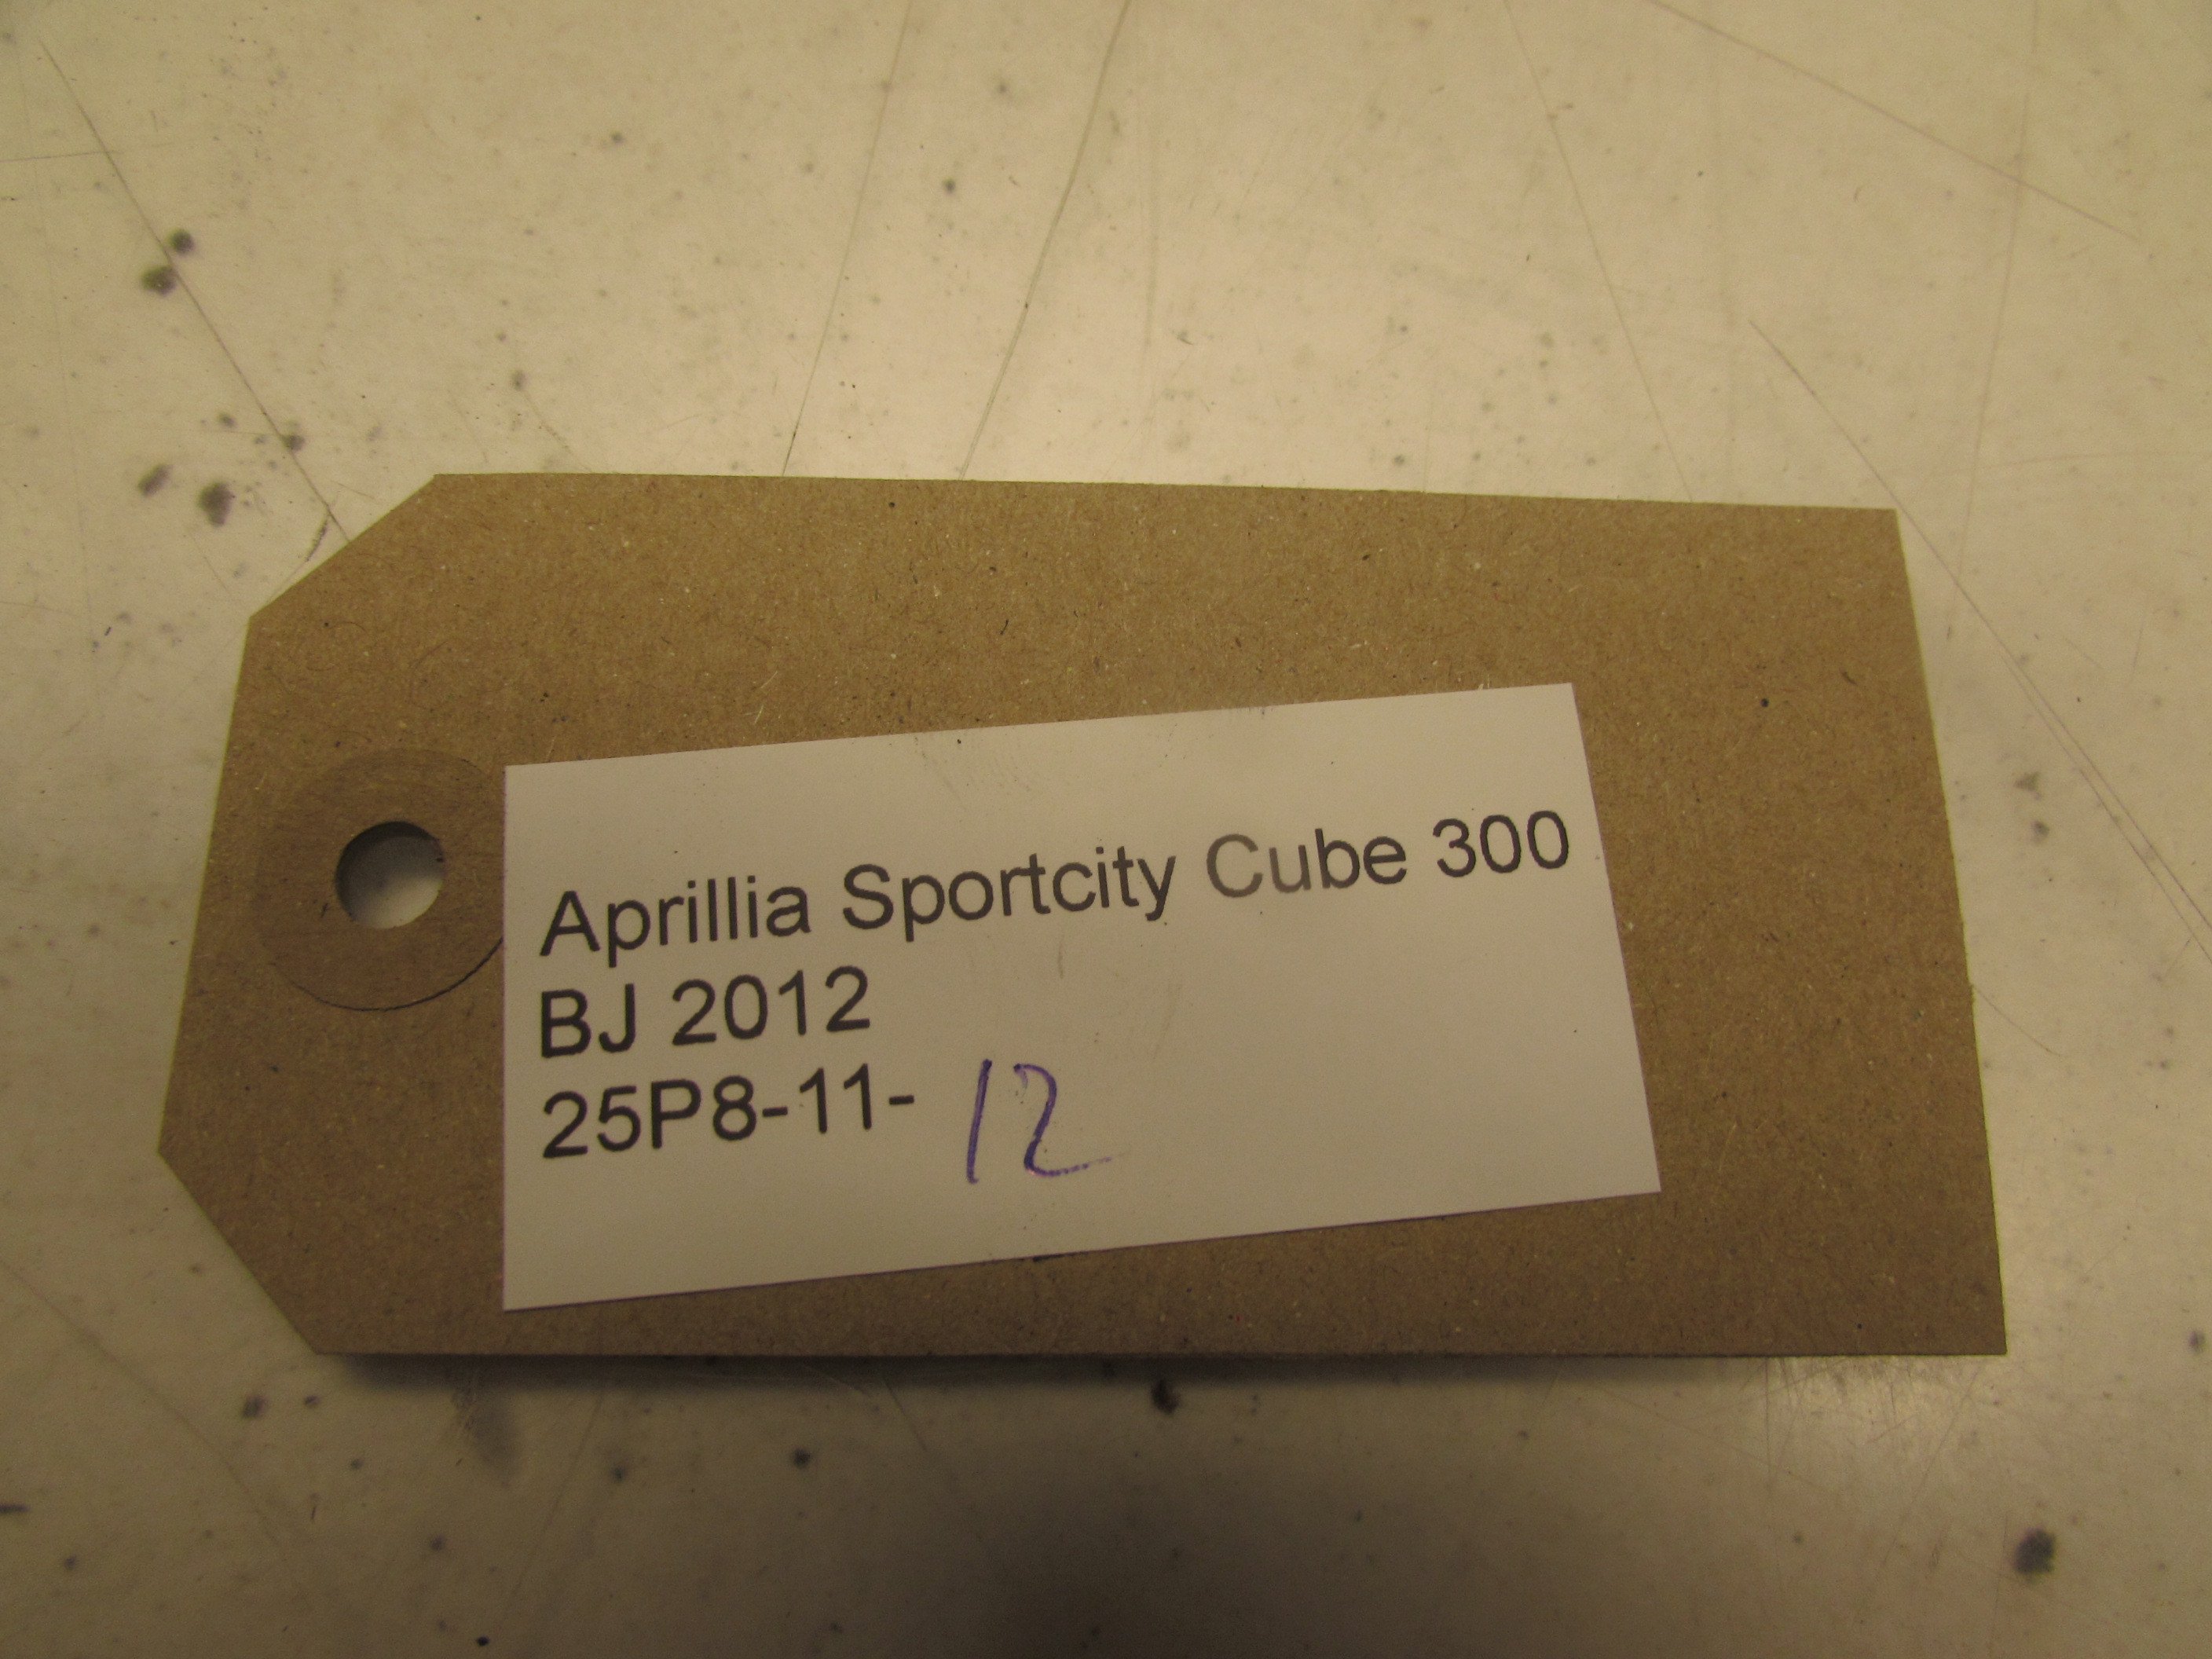 Aprillia Sportcity Cube 300
BJ 2012
25P8-11- 12